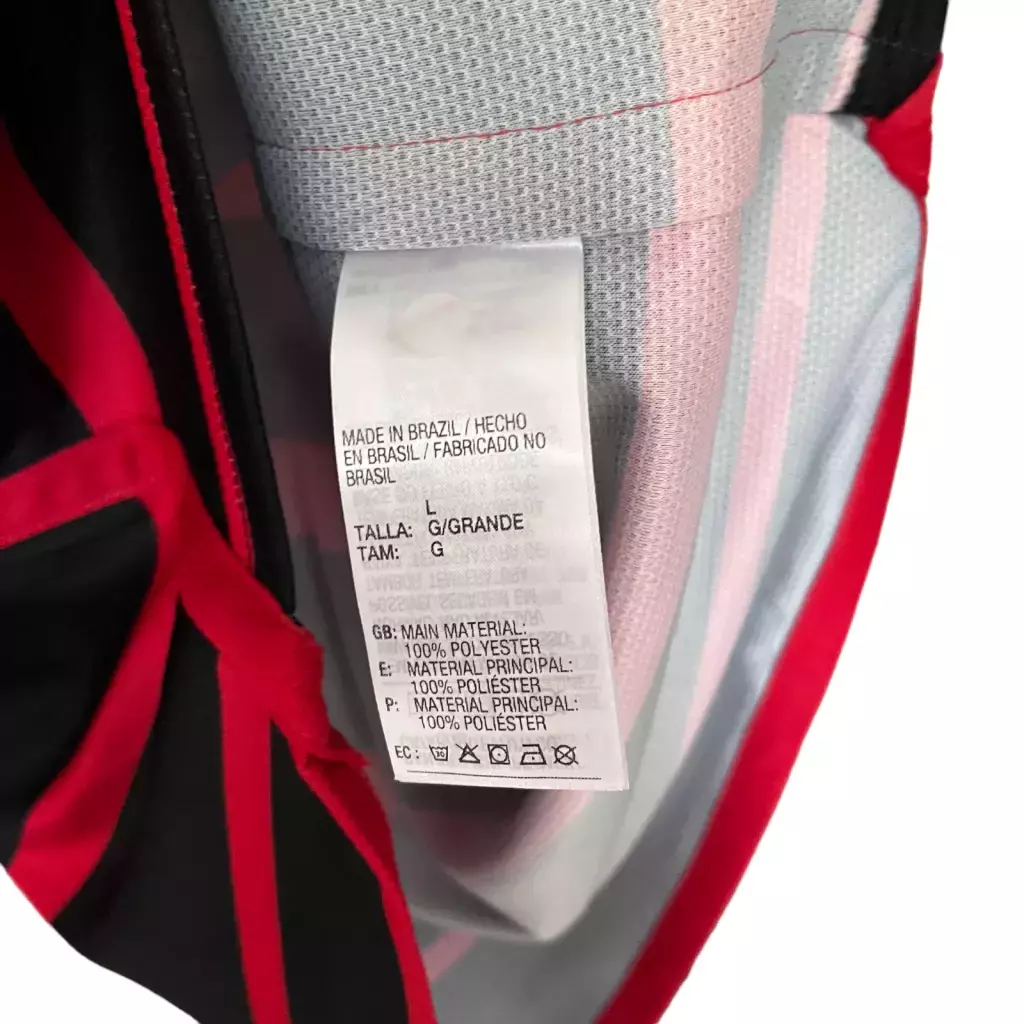 MADE IN BRAZIL / HECHO
EN BRASIL / FABRICADO NO
BRASIL
L
TALLA: G/GRANDE
TAM: G
GB: MAIN MATERIAL:
100% POLYESTER
E: MATERIAL PRINCIPAL:
100% POLIÉSTER
P: MATERIAL PRINCIPAL:
100% POLIÉSTER
EC: